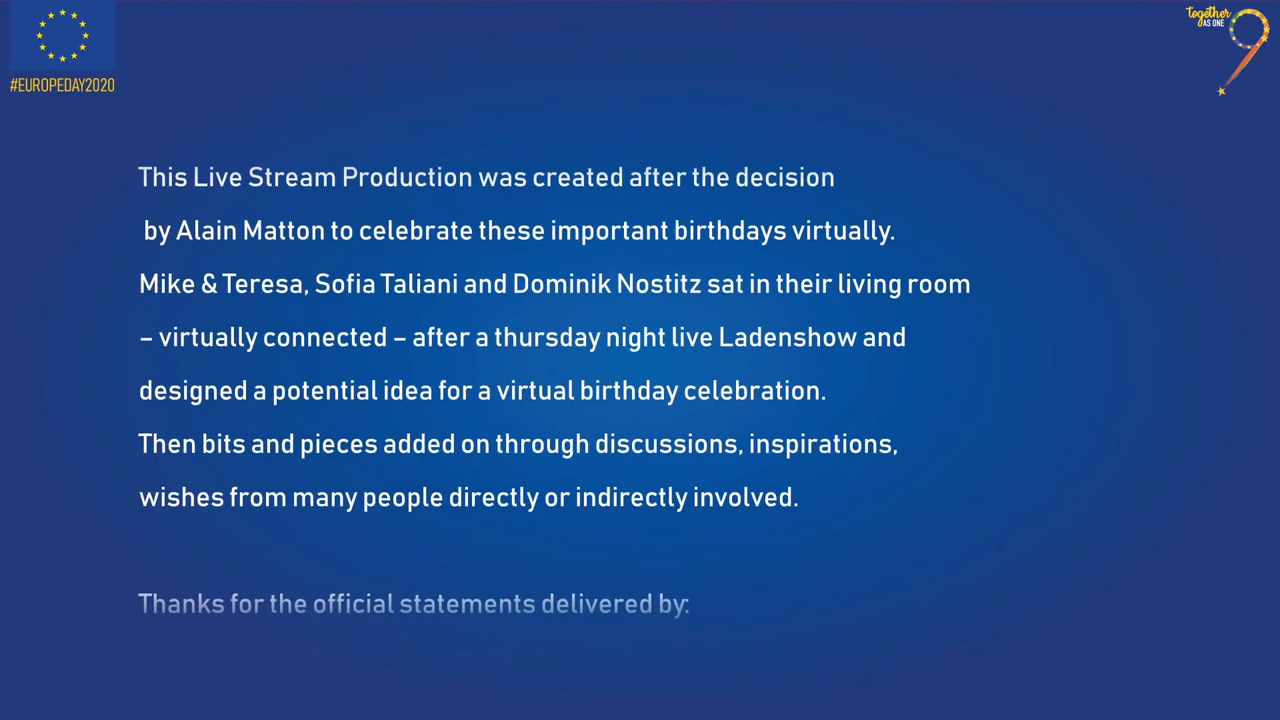 #EUROPEDAY2020
together
AS ONE
9
This Live Stream Production was created after the decision
by Alain Matton to celebrate these important birthdays virtually.
Mike & Teresa, Sofia Taliani and Dominik Nostitz sat in their living room
– virtually connected – after a thursday night live Ladenshow and
designed a potential idea for a virtual birthday celebration.
Then bits and pieces added on through discussions, inspirations,
wishes from many people directly or indirectly involved.
Thanks for the official statements delivered by: